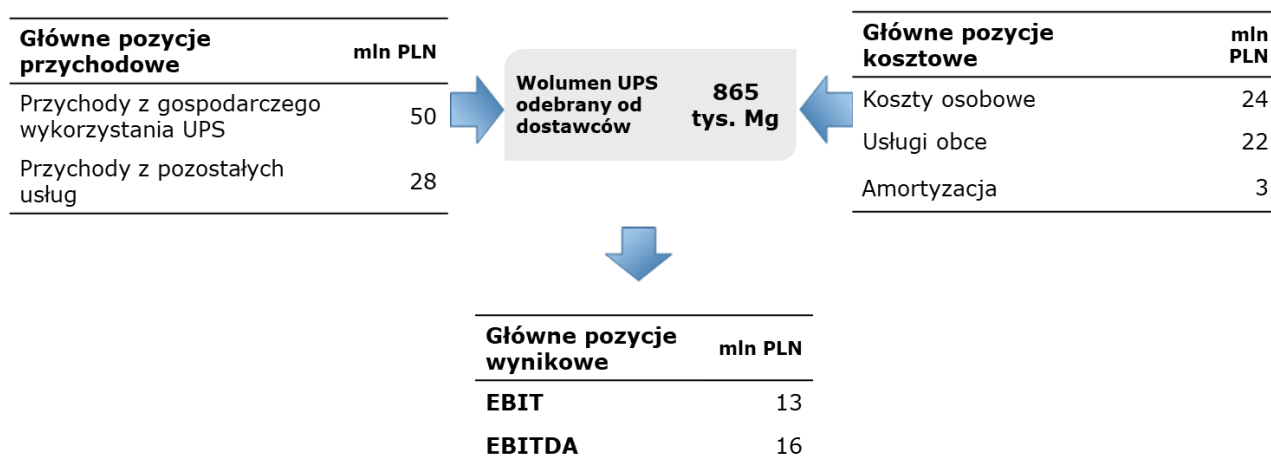 Główne pozycje
przychodowe
mln PLN
Przychody z gospodarczego
wykorzystania UPS
50
Przychody z pozostałych
usług
28
Wolumen UPS
odebrany od
dostawców
865
tys. Mg
Główne pozycje
kosztowe
mln
PLN
Koszty osobowe
24
Usługi obce
22
Amortyzacja
3
Główne pozycje
wynikowe
mln PLN
EBIT
13
EBITDA
16